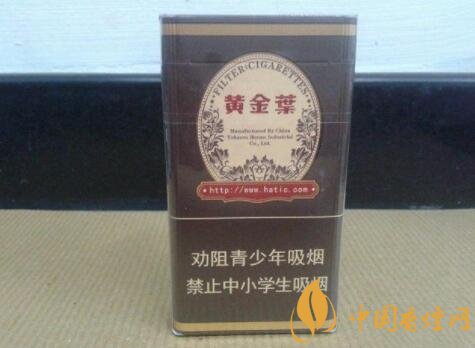 FILTER CIGARETTES
黄金葉
Manufactured By China
Tobacco Henan Industrial
Co., Ltd.
http://www.hatic.com
劝阻青少年吸烟
禁止中小学生吸烟
中国香烟网